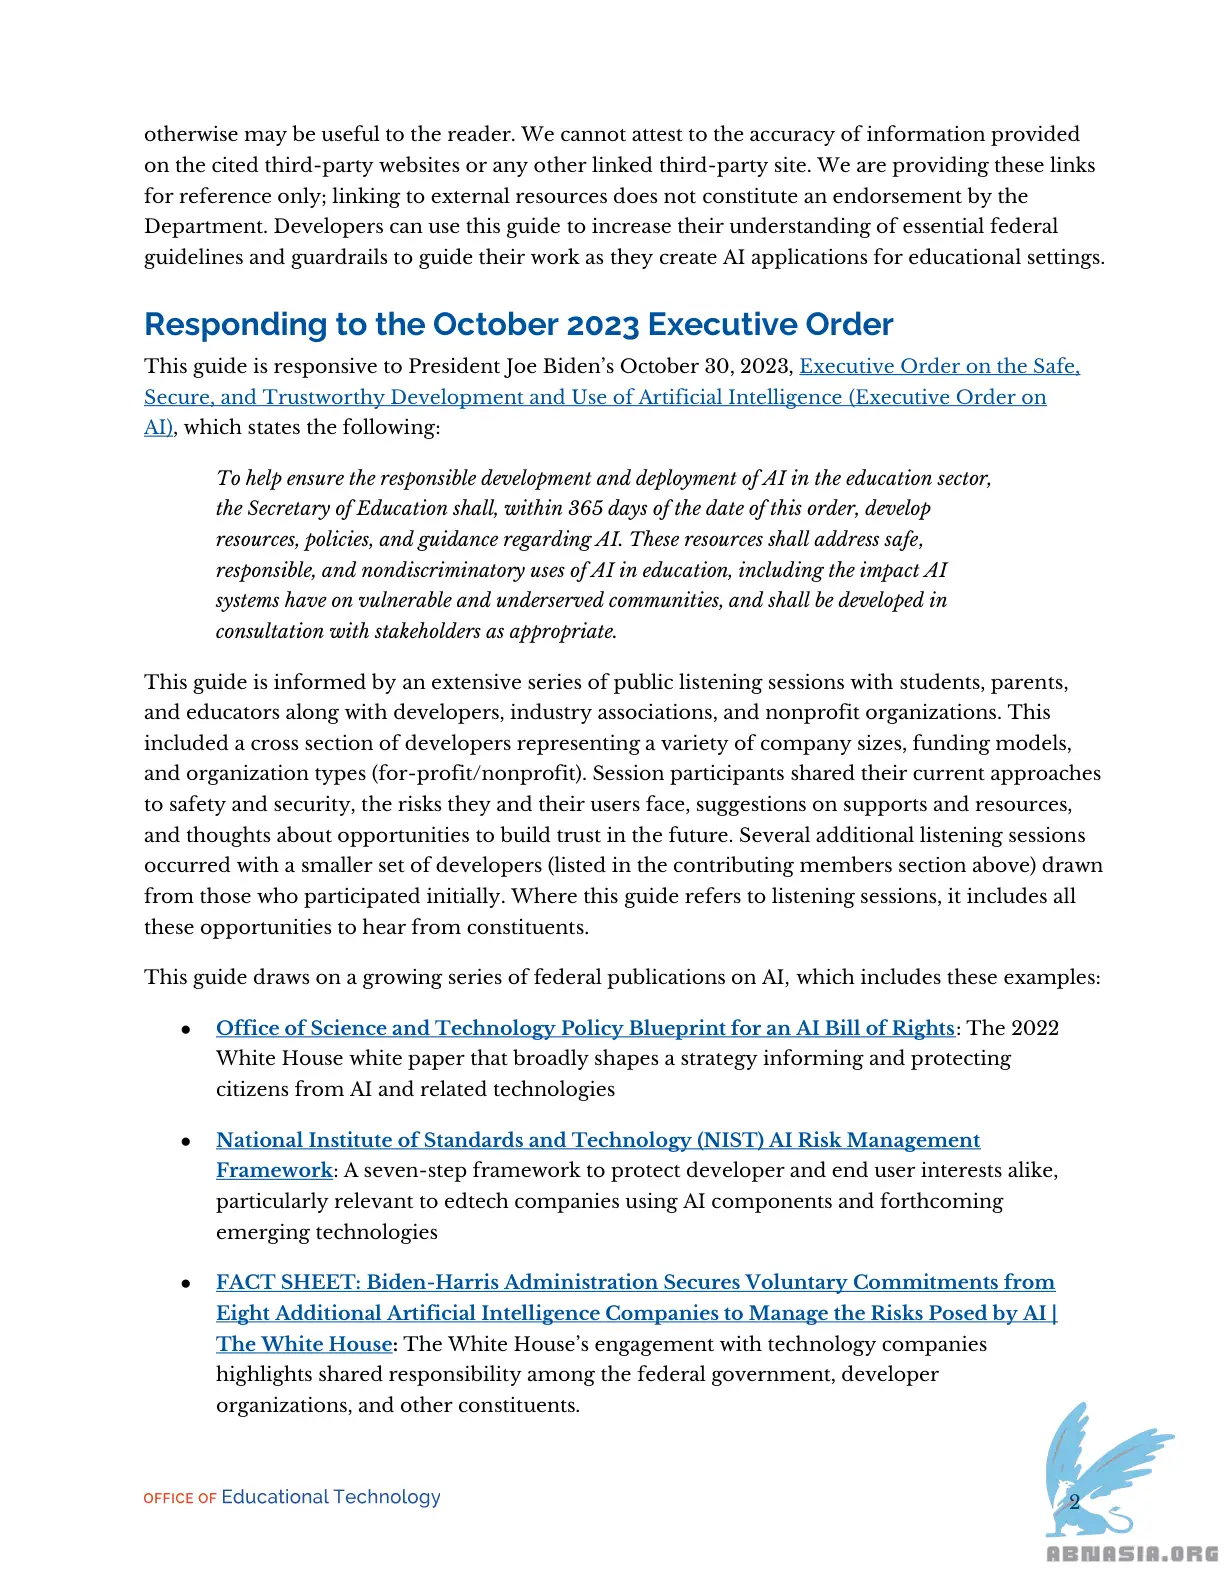 otherwise may be useful to the reader. We cannot attest to the accuracy of information provided
on the cited third-party websites or any other linked third-party site. We are providing these links
for reference only; linking to external resources does not constitute an endorsement by the
Department. Developers can use this guide to increase their understanding of essential federal
guidelines and guardrails to guide their work as they create AI applications for educational settings.
Responding to the October 2023 Executive Order
This guide is responsive to President Joe Biden’s October 30, 2023, Executive Order on the Safe,
Secure, and Trustworthy Development and Use of Artificial Intelligence (Executive Order on
AI), which states the following:
To help ensure the responsible development and deployment of AI in the education sector,
the Secretary of Education shall, within 365 days of the date of this order, develop
resources, policies, and guidance regarding AI. These resources shall address safe,
responsible, and nondiscriminatory uses of AI in education, including the impact AI
systems have on vulnerable and underserved communities, and shall be developed in
consultation with stakeholders as appropriate.
This guide is informed by an extensive series of public listening sessions with students, parents,
and educators along with developers, industry associations, and nonprofit organizations. This
included a cross section of developers representing a variety of company sizes, funding models,
and organization types (for-profit/nonprofit). Session participants shared their current approaches
to safety and security, the risks they and their users face, suggestions on supports and resources,
and thoughts about opportunities to build trust in the future. Several additional listening sessions
occurred with a smaller set of developers (listed in the contributing members section above) drawn
from those who participated initially. Where this guide refers to listening sessions, it includes all
these opportunities to hear from constituents.
This guide draws on a growing series of federal publications on AI, which includes these examples:
● Office of Science and Technology Policy Blueprint for an AI Bill of Rights: The 2022
White House white paper that broadly shapes a strategy informing and protecting
citizens from AI and related technologies
● National Institute of Standards and Technology (NIST) AI Risk Management
Framework: A seven-step framework to protect developer and end user interests alike,
particularly relevant to edtech companies using AI components and forthcoming
emerging technologies
● FACT SHEET: Biden-Harris Administration Secures Voluntary Commitments from
Eight Additional Artificial Intelligence Companies to Manage the Risks Posed by AI |
The White House: The White House’s engagement with technology companies
highlights shared responsibility among the federal government, developer
organizations, and other constituents.
OFFICE OF Educational Technology
2
ABNASIA.ORG